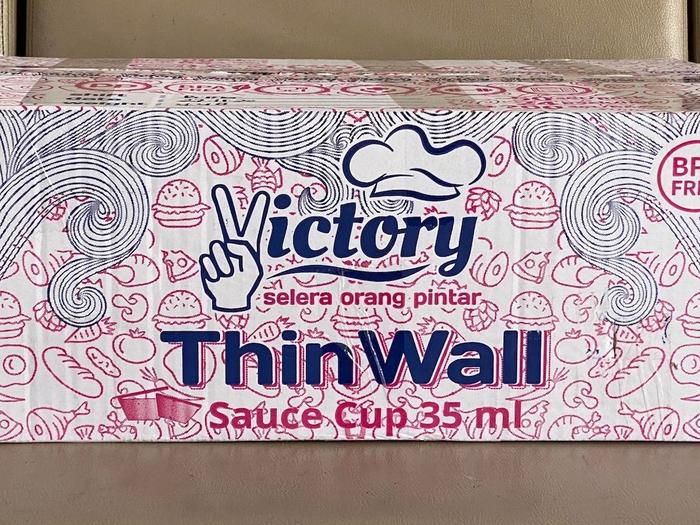 Victory
selera orang pintar
ThinWall
Sauce Cup 35 ml